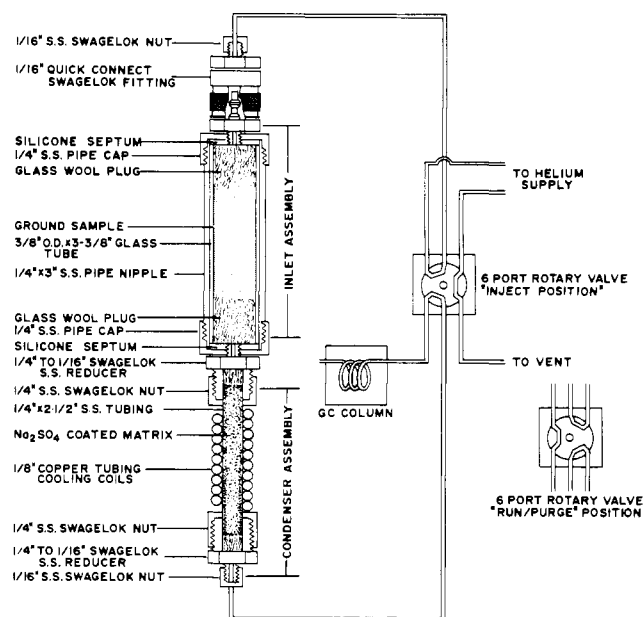 1/16" S.S. SWAGELOK NUT
1/16" QUICK CONNECT
SWAGELOK FITTING
SILICONE SEPTUM
1/4" S.S. PIPE CAP
GLASS WOOL PLUG
GROUND SAMPLE
3/8" O.D. x 3-3/8" GLASS
TUBE
1/4" x 3" S.S. PIPE NIPPLE
GLASS WOOL PLUG
1/4" S.S. PIPE CAP
SILICONE SEPTUM
1/4" TO 1/16" SWAGELOK
S.S. REDUCER
1/4" S.S. SWAGELOK NUT
1/4" x 2-1/2" S.S. TUBING
Na2SO4 COATED MATRIX
1/8" COPPER TUBING
COOLING COILS
1/4" S.S. SWAGELOK NUT
1/4" TO 1/16" SWAGELOK
S.S. REDUCER
1/16" S.S. SWAGELOK NUT
INLET ASSEMBLY
CONDENSER ASSEMBLY
TO HELIUM
SUPPLY
6 PORT ROTARY VALVE
"INJECT POSITION"
TO VENT
GC COLUMN
6 PORT ROTARY VALVE
"RUN/PURGE" POSITION